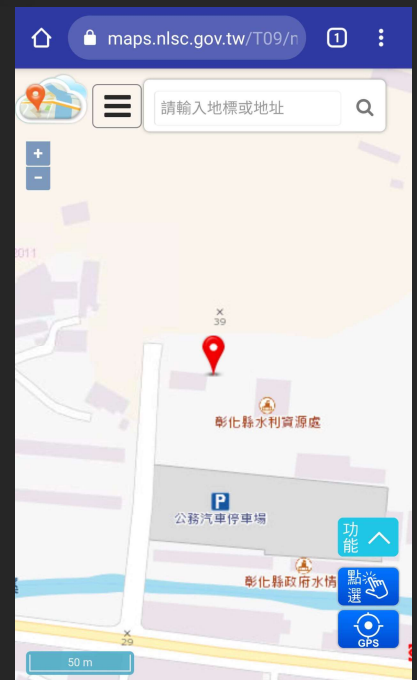 maps.nlsc.gov.tw/T09/n
1
請輸入地標或地址
+
-
2011
39
彰化縣水利資源處
P
公務汽車停車場
功能
彰化縣政府水情
點選
GPS
29
50 m